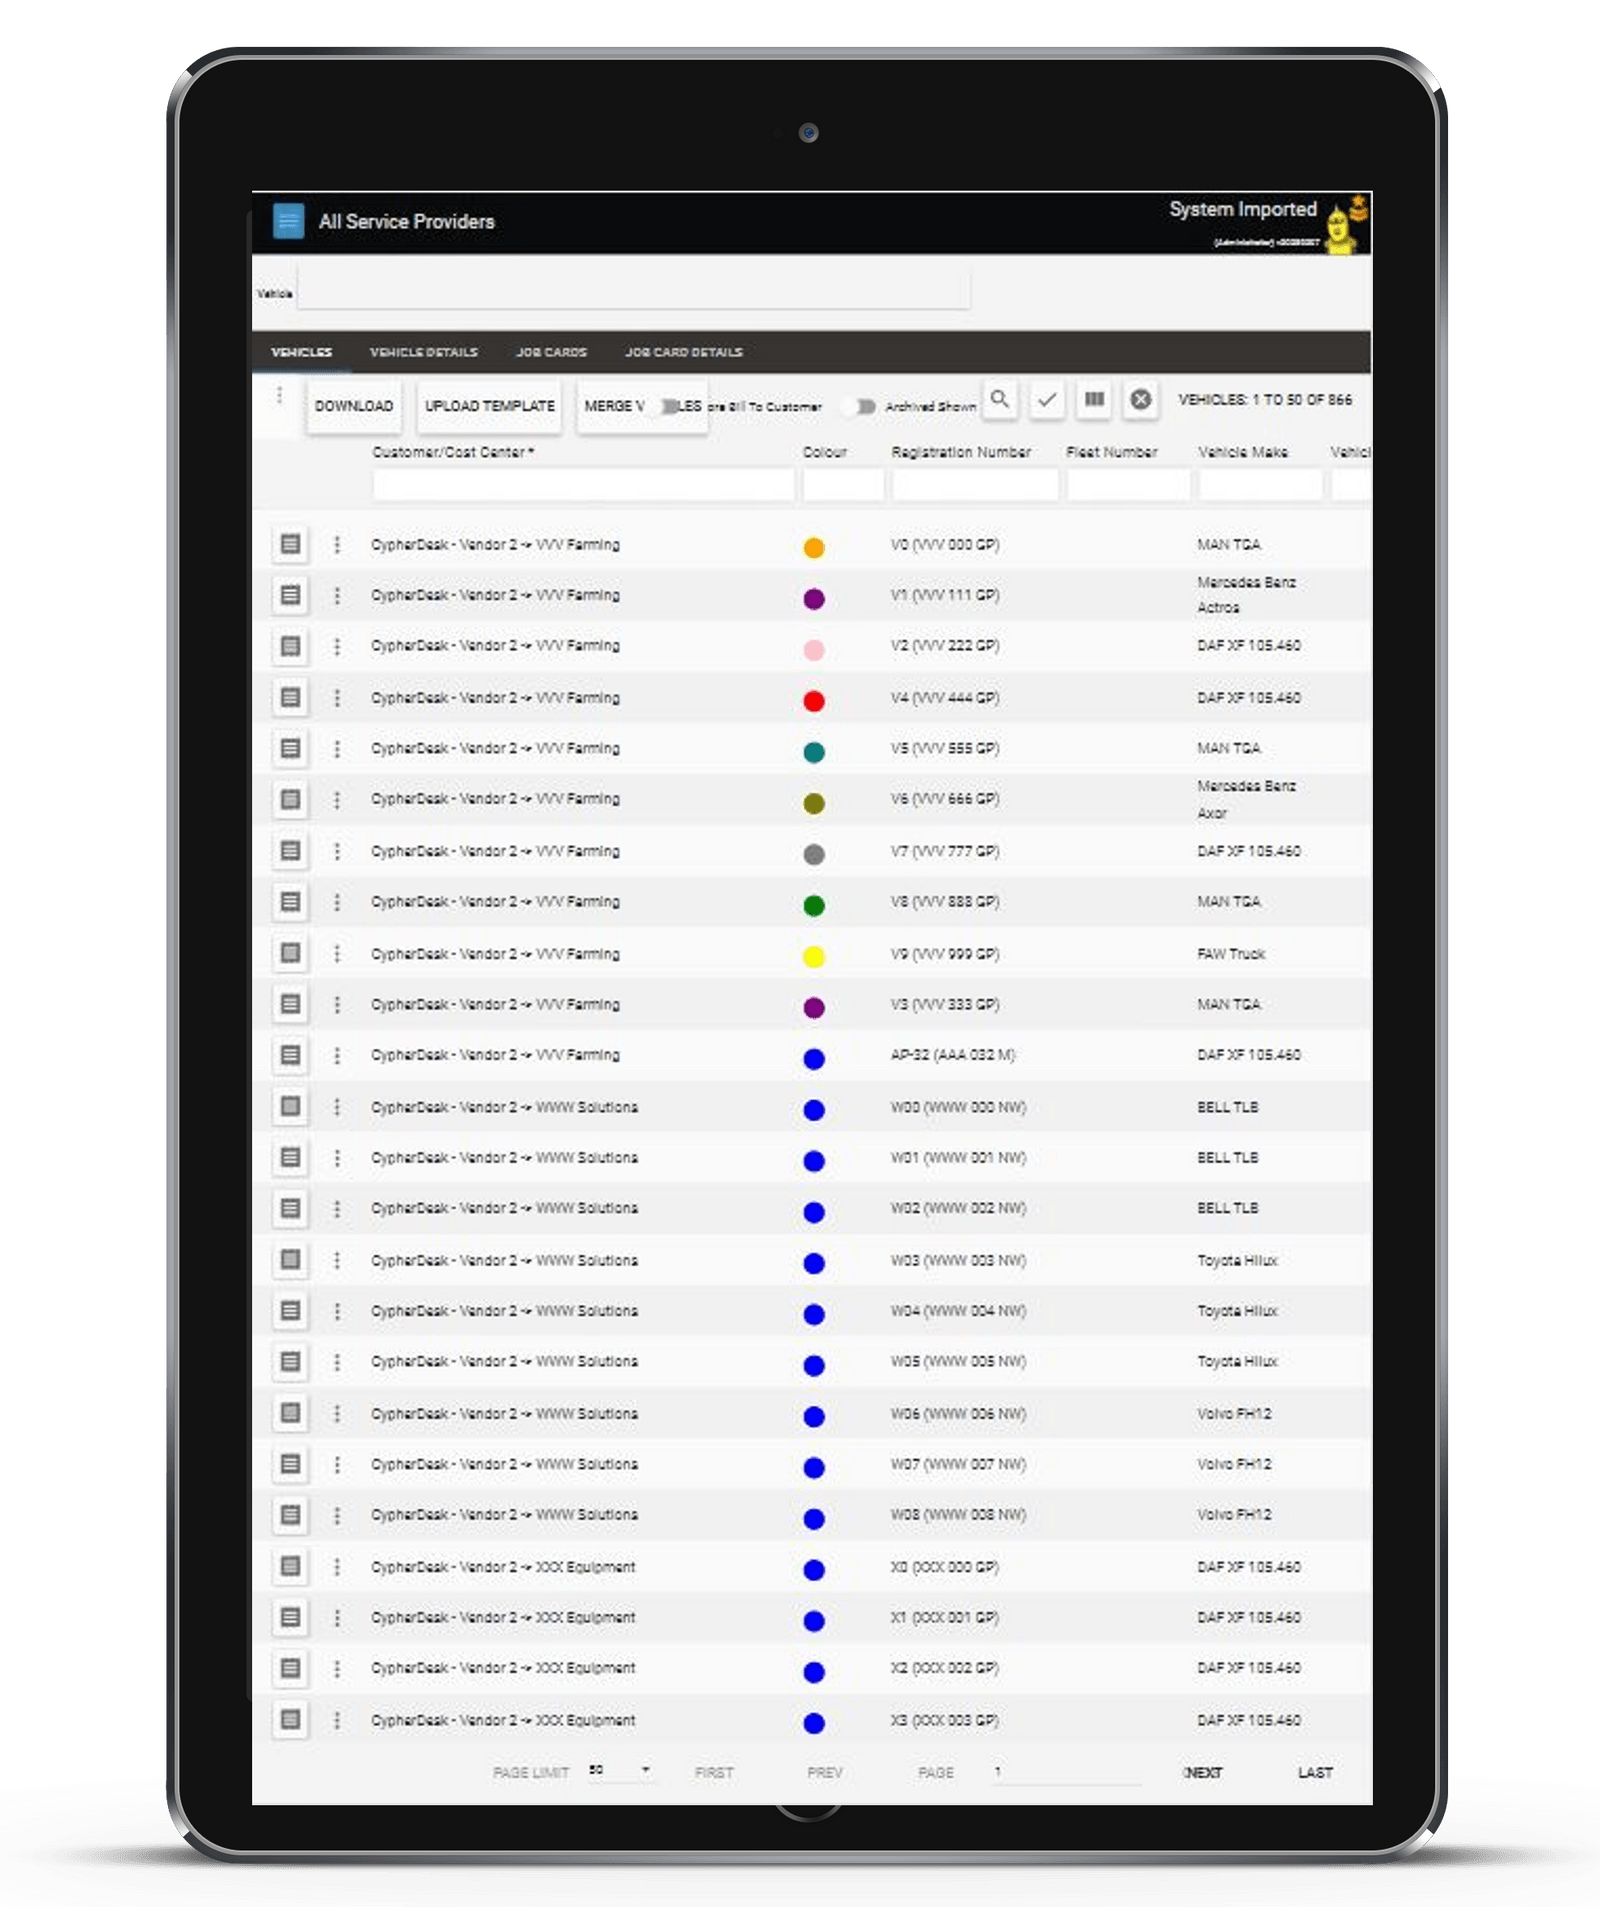 All Service Providers
System Imported
Vehicle
VEHICLES VEHICLE DETAILS JOB CARDS JOB CARD DETAILS
DOWNLOAD UPLOAD TEMPLATE MERGE V LES ore Bill To Customer Archived Shown VEHICLES: 1 TO 50 OF 866
Customer/Cost Center * Colour Registration Number Fleet Number Vehicle Make Vehicl
CypherDesk - Vendor 2 -> VVV Farming V0 (VVV 000 GP) MAN TGA
CypherDesk - Vendor 2 -> VVV Farming V1 (VVV 111 GP) Mercedes Benz
Actros
CypherDesk - Vendor 2 -> VVV Farming V2 (VVV 222 GP) DAF XF 105.460
CypherDesk - Vendor 2 -> VVV Farming V4 (VVV 444 GP) DAF XF 105.460
CypherDesk - Vendor 2 -> VVV Farming V5 (VVV 555 GP) MAN TGA
CypherDesk - Vendor 2 -> VVV Farming V6 (VVV 666 GP) Mercedes Benz
Axor
CypherDesk - Vendor 2 -> VVV Farming V7 (VVV 777 GP) DAF XF 105.460
CypherDesk - Vendor 2 -> VVV Farming V8 (VVV 888 GP) MAN TGA
CypherDesk - Vendor 2 -> VVV Farming V9 (VVV 999 GP) FAW Truck
CypherDesk - Vendor 2 -> VVV Farming V3 (VVV 333 GP) MAN TGA
CypherDesk - Vendor 2 -> VVV Farming AP-32 (AAA 032 M) DAF XF 105.460
CypherDesk - Vendor 2 -> WWW Solutions W00 (WWW 000 NW) BELL TLB
CypherDesk - Vendor 2 -> WWW Solutions W01 (WWW 001 NW) BELL TLB
CypherDesk - Vendor 2 -> WWW Solutions W02 (WWW 002 NW) BELL TLB
CypherDesk - Vendor 2 -> WWW Solutions W03 (WWW 003 NW) Toyota Hilux
CypherDesk - Vendor 2 -> WWW Solutions W04 (WWW 004 NW) Toyota Hilux
CypherDesk - Vendor 2 -> WWW Solutions W05 (WWW 005 NW) Toyota Hilux
CypherDesk - Vendor 2 -> WWW Solutions W06 (WWW 006 NW) Volvo FH12
CypherDesk - Vendor 2 -> WWW Solutions W07 (WWW 007 NW) Volvo FH12
CypherDesk - Vendor 2 -> WWW Solutions W08 (WWW 008 NW) Volvo FH12
CypherDesk - Vendor 2 -> XXX Equipment X0 (XXX 000 GP) DAF XF 105.460
CypherDesk - Vendor 2 -> XXX Equipment X1 (XXX 001 GP) DAF XF 105.460
CypherDesk - Vendor 2 -> XXX Equipment X2 (XXX 002 GP) DAF XF 105.460
CypherDesk - Vendor 2 -> XXX Equipment X3 (XXX 003 GP) DAF XF 105.460
PAGE LIMIT 50 FIRST PREV PAGE 1 NEXT LAST